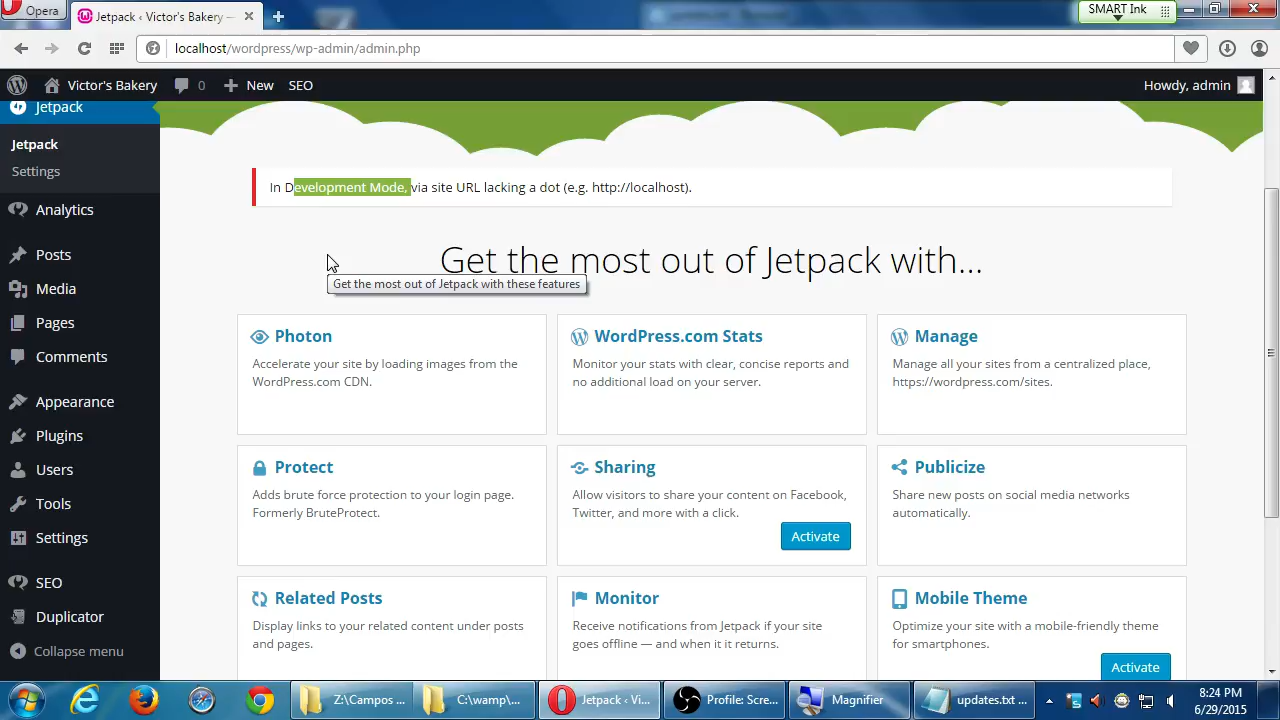 Opera
Jetpack ‹ Victor's Bakery —
SMART Ink
localhost/wordpress/wp-admin/admin.php
Victor's Bakery
0
New
SEO
Howdy, admin
Jetpack
Jetpack
Settings
Analytics
Posts
Media
Pages
Comments
Appearance
Plugins
Users
Tools
Settings
SEO
Duplicator
Collapse menu
In Development Mode, via site URL lacking a dot (e.g. http://localhost).
Get the most out of Jetpack with...
Get the most out of Jetpack with these features
Photon
Accelerate your site by loading images from the
WordPress.com CDN.
WordPress.com Stats
Monitor your stats with clear, concise reports and
no additional load on your server.
Manage
Manage all your sites from a centralized place,
https://wordpress.com/sites.
Protect
Adds brute force protection to your login page.
Formerly BruteProtect.
Sharing
Allow visitors to share your content on Facebook,
Twitter, and more with a click.
Activate
Publicize
Share new posts on social media networks
automatically.
Related Posts
Display links to your related content under posts
and pages.
Monitor
Receive notifications from Jetpack if your site
goes offline — and when it returns.
Mobile Theme
Optimize your site with a mobile-friendly theme
for smartphones.
Activate
Z:\Campos ...
C:\wamp\...
Jetpack ‹ Vi...
Profile: Scre...
Magnifier
updates.txt ...
8:24 PM
6/29/2015